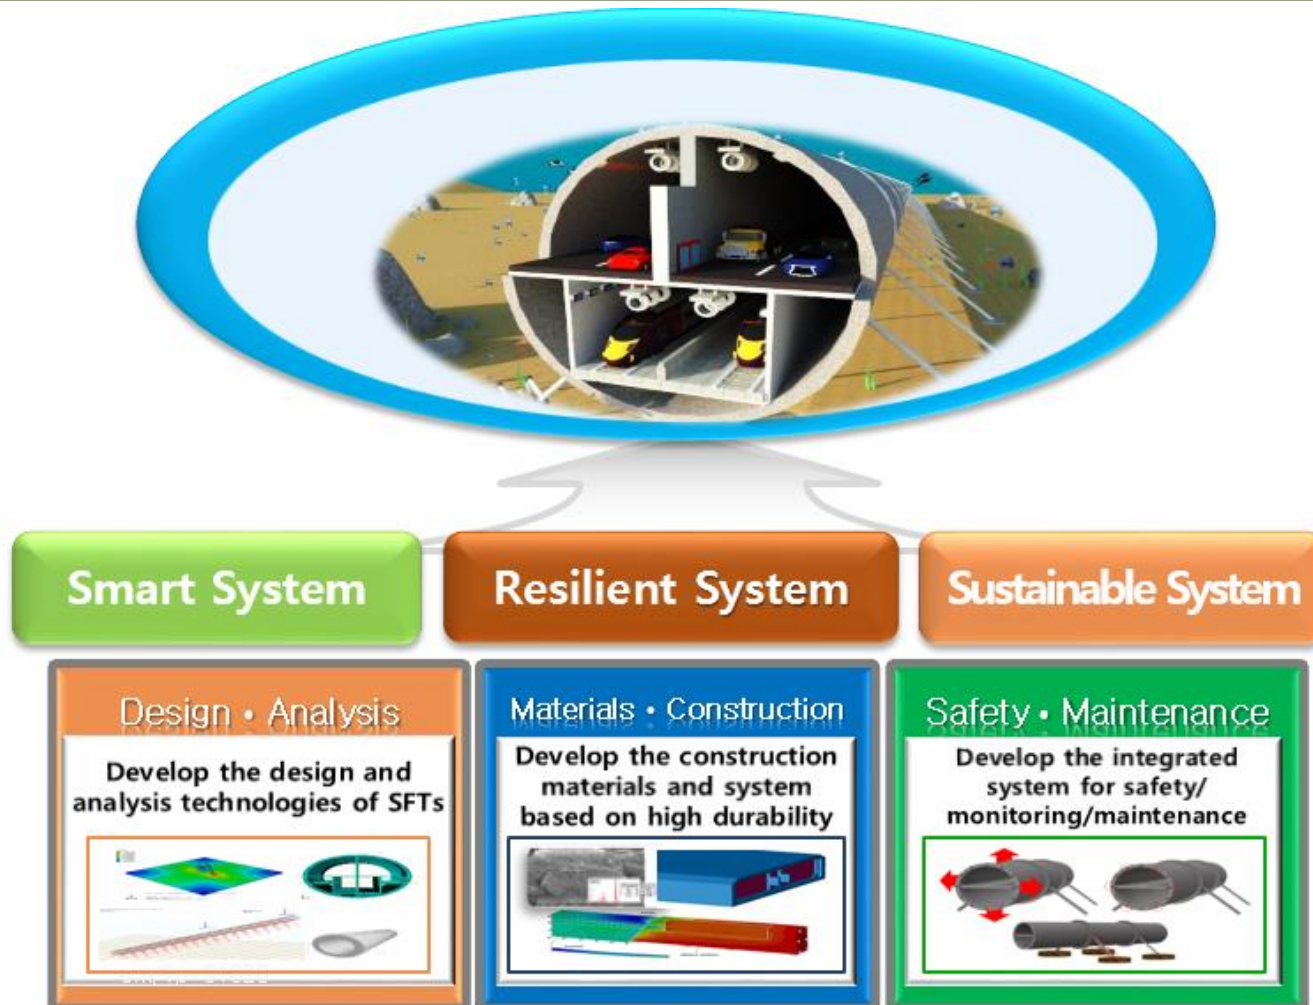 Smart System
Resilient System
Sustainable System
Design • Analysis
Develop the design and
analysis technologies of SFTs
Materials • Construction
Develop the construction
materials and system
based on high durability
Safety • Maintenance
Develop the integrated
system for safety/
monitoring/maintenance